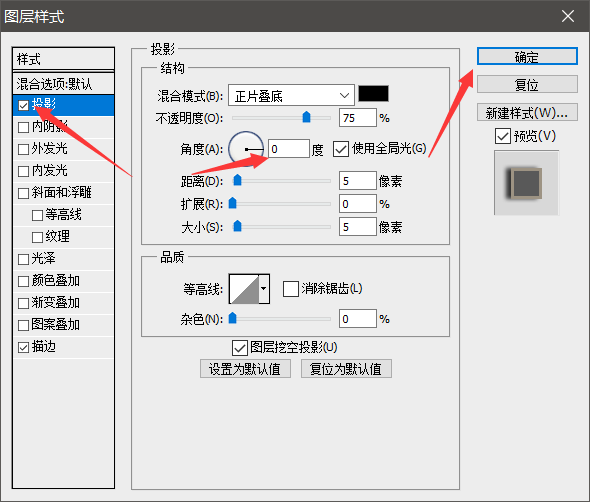 图层样式
样式
混合选项:默认
投影
内阴影
外发光
内发光
斜面和浮雕
等高线
纹理
光泽
颜色叠加
渐变叠加
图案叠加
描边
投影
结构
混合模式(B): 正片叠底
不透明度(O): 75 %
角度(A): 0 度 使用全局光(G)
距离(D): 5 像素
扩展(R): 0 %
大小(S): 5 像素
品质
等高线: 消除锯齿(L)
杂色(N): 0 %
图层挖空投影(U)
设置为默认值 复位为默认值
确定
复位
新建样式(W)...
预览(V)